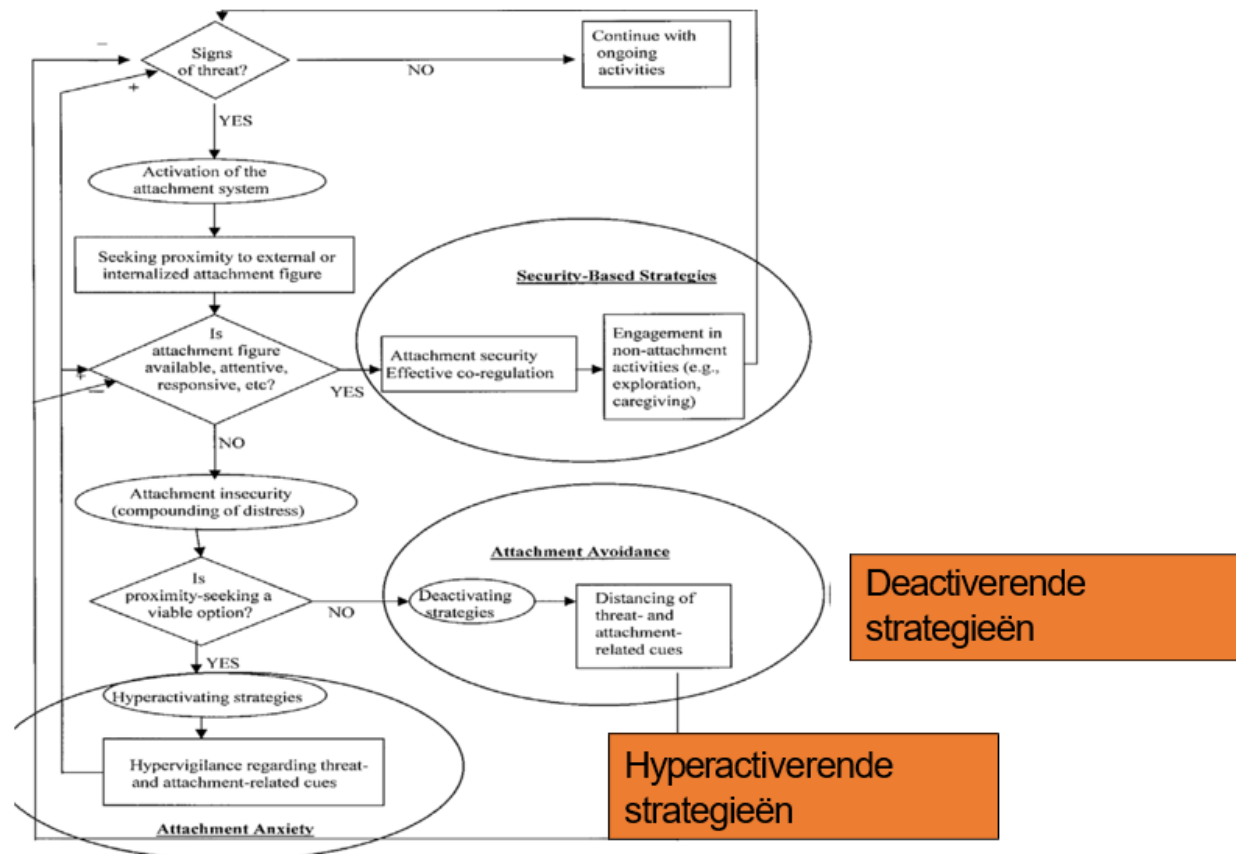 –
Signs
of threat?
NO
Continue with
ongoing
activities
+
YES
Activation of the
attachment system
Seeking proximity to external or
internalized attachment figure
Security-Based Strategies
Is
attachment figure
available, attentive,
responsive, etc?
+
–
YES
Attachment security
Effective co-regulation
Engagement in
non-attachment
activities (e.g.,
exploration,
caregiving)
NO
Attachment insecurity
(compounding of distress)
Attachment Avoidance
Is
proximity-seeking a
viable option?
NO
Deactivating
strategies
Distancing of
threat- and
attachment-
related cues
Deactiverende
strategieën
YES
Hyperactivating strategies
Hypervigilance regarding threat-
and attachment-related cues
Attachment Anxiety
Hyperactiverende
strategieën